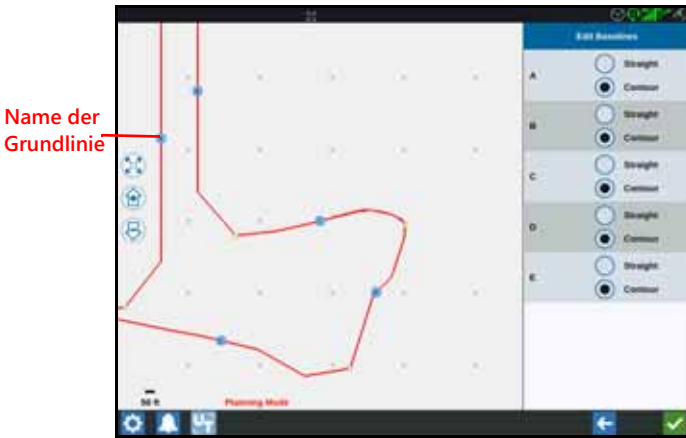 Edit Baselines
A
Straight
Contour
B
Straight
Contour
C
Straight
Contour
D
Straight
Contour
E
Straight
Contour
Name der
Grundlinie
50 ft
Planning Mode